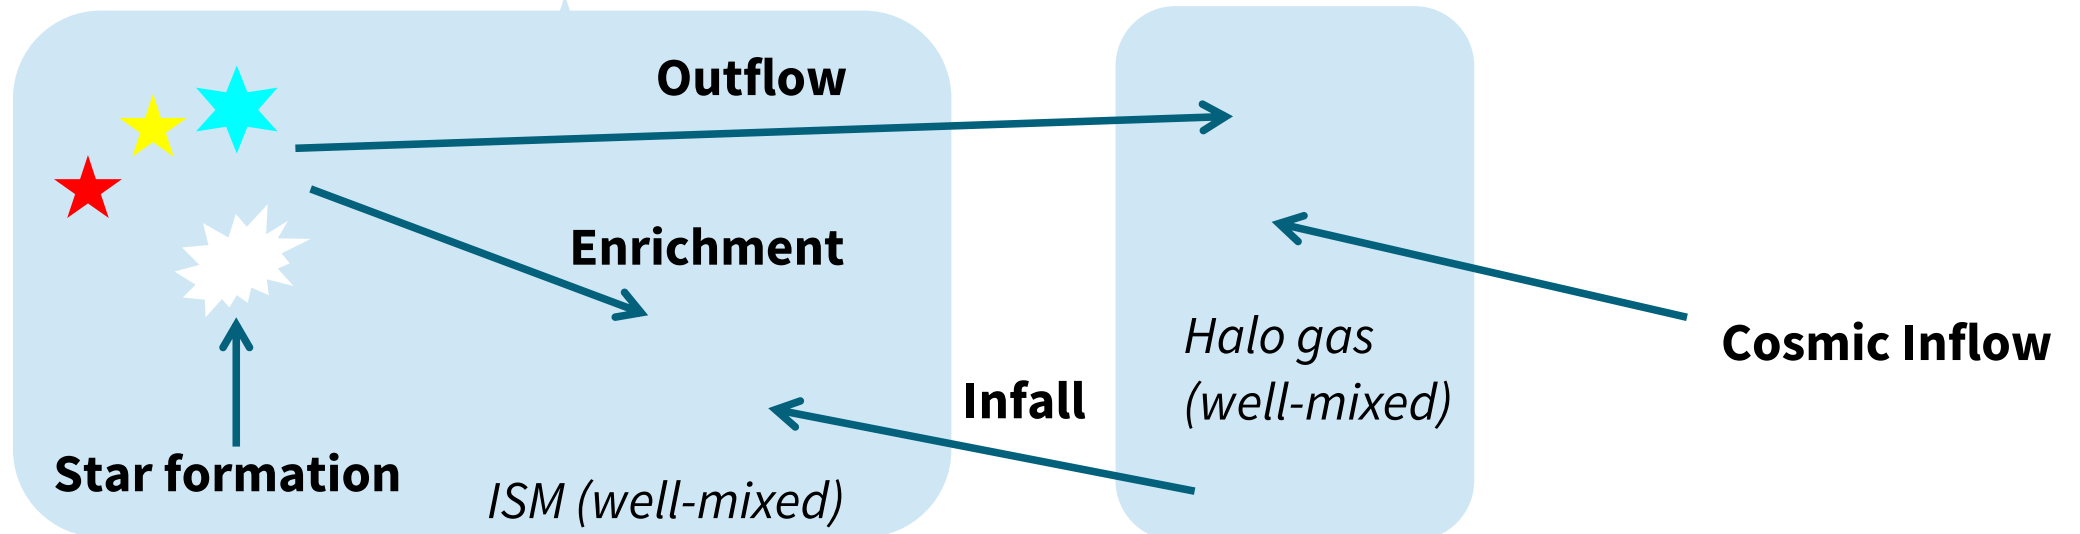 Outflow
Enrichment
Halo gas
(well-mixed)
Cosmic Inflow
Infall
Star formation
ISM (well-mixed)